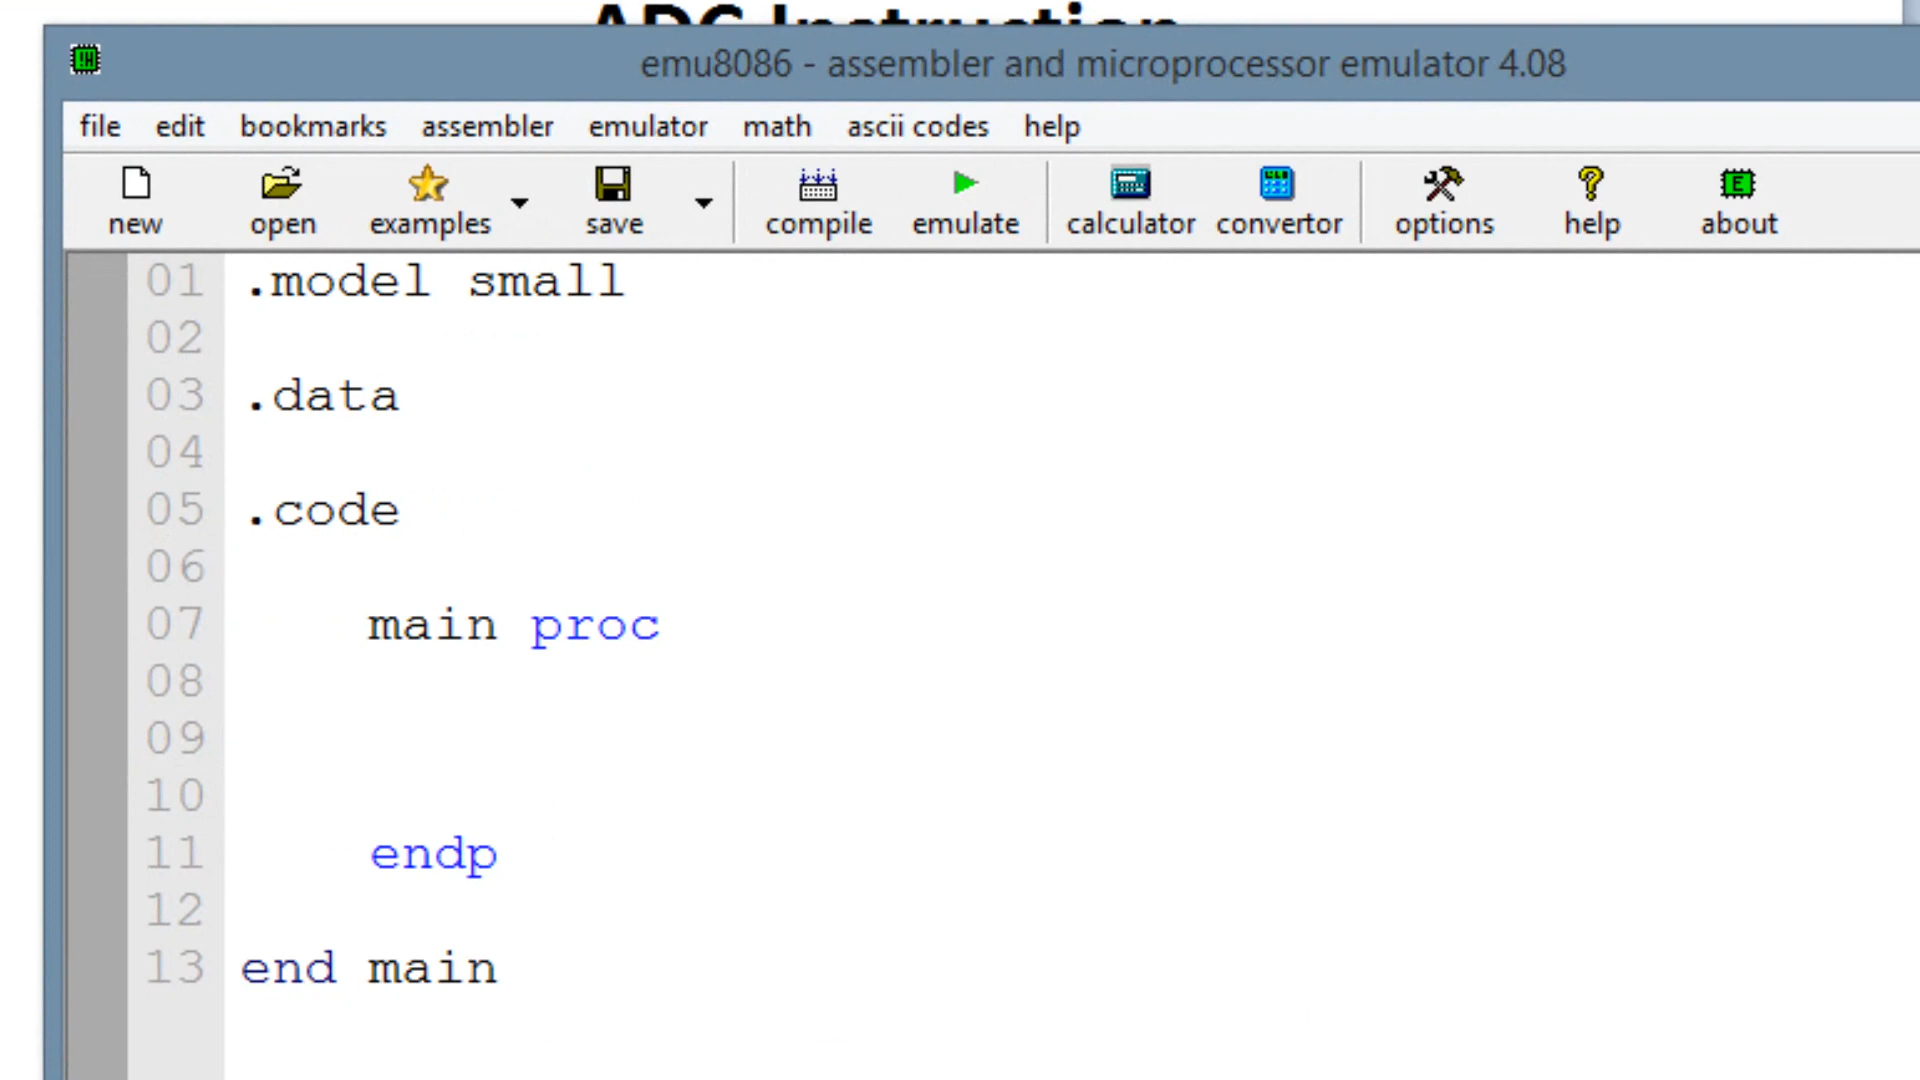 ADC Instruction
emu8086 - assembler and microprocessor emulator 4.08
file edit bookmarks assembler emulator math ascii codes help
new open examples save compile emulate calculator convertor options help about
01 .model small
02
03 .data
04
05 .code
06
07 main proc
08
09
10
11 endp
12
13 end main